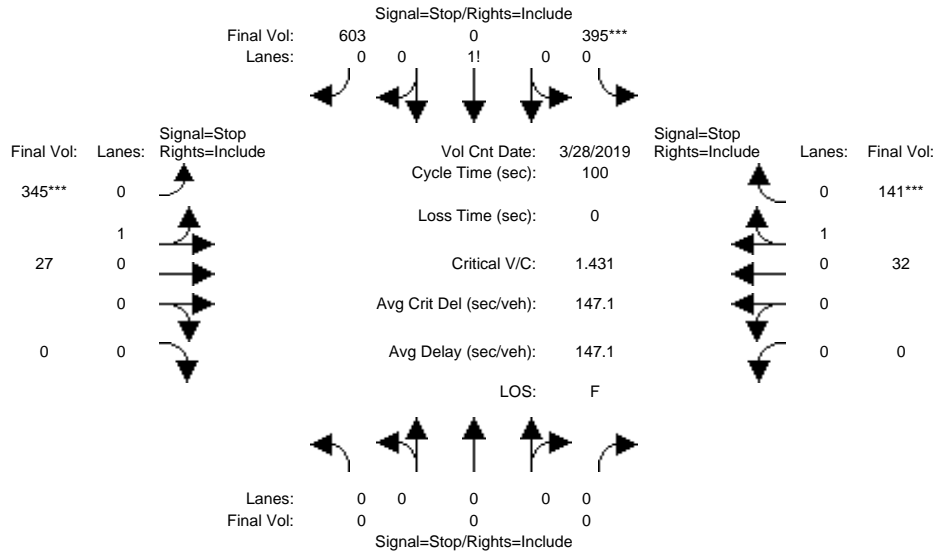 Signal=Stop/Rights=Include
Final Vol: 603 0 395***
Lanes: 0 0 1! 0 0
Signal=Stop Signal=Stop
Final Vol: Lanes: Rights=Include Vol Cnt Date: 3/28/2019 Rights=Include Lanes: Final Vol:
Cycle Time (sec): 100
345*** 0 0 141***
Loss Time (sec): 0
1 1
27 0 Critical V/C: 1.431 0 32
0 Avg Crit Del (sec/veh): 147.1 0
0 0 Avg Delay (sec/veh): 147.1 0 0
LOS: F
Lanes: 0 0 0 0 0
Final Vol: 0 0 0
Signal=Stop/Rights=Include